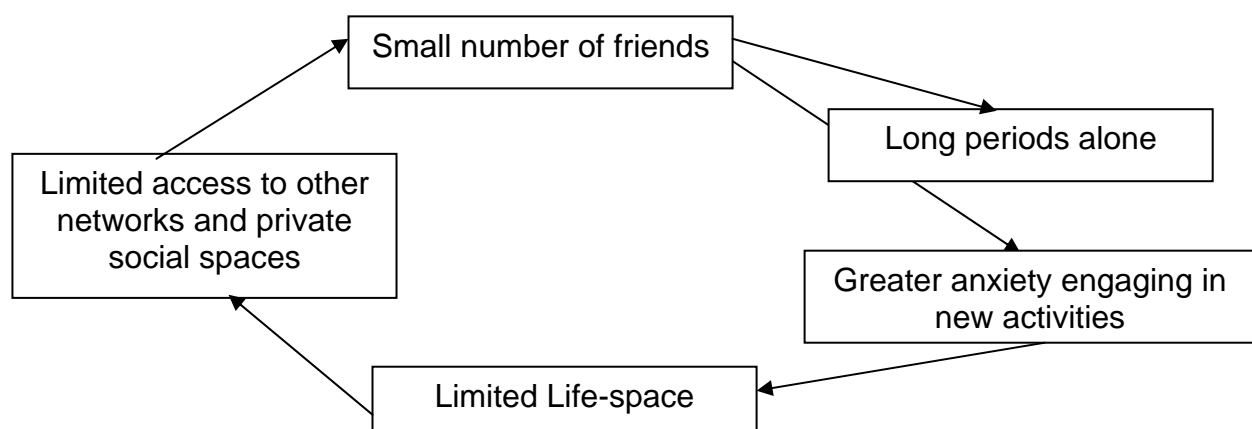 Small number of friends
Long periods alone
Limited access to other
networks and private
social spaces
Greater anxiety engaging in
new activities
Limited Life-space